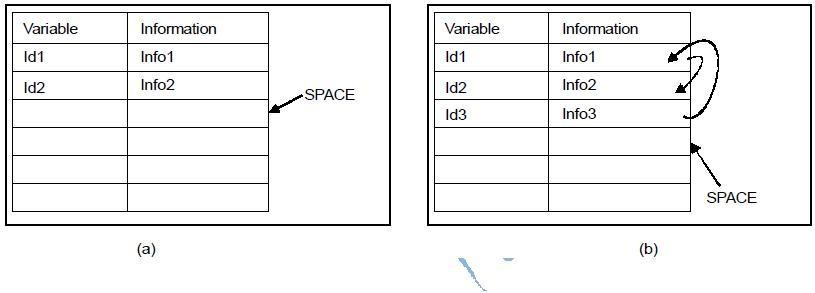 Variable Information
Id1 Info1
Id2 Info2
SPACE
(a)
Variable Information
Id1 Info1
Id2 Info2
Id3 Info3
SPACE
(b)